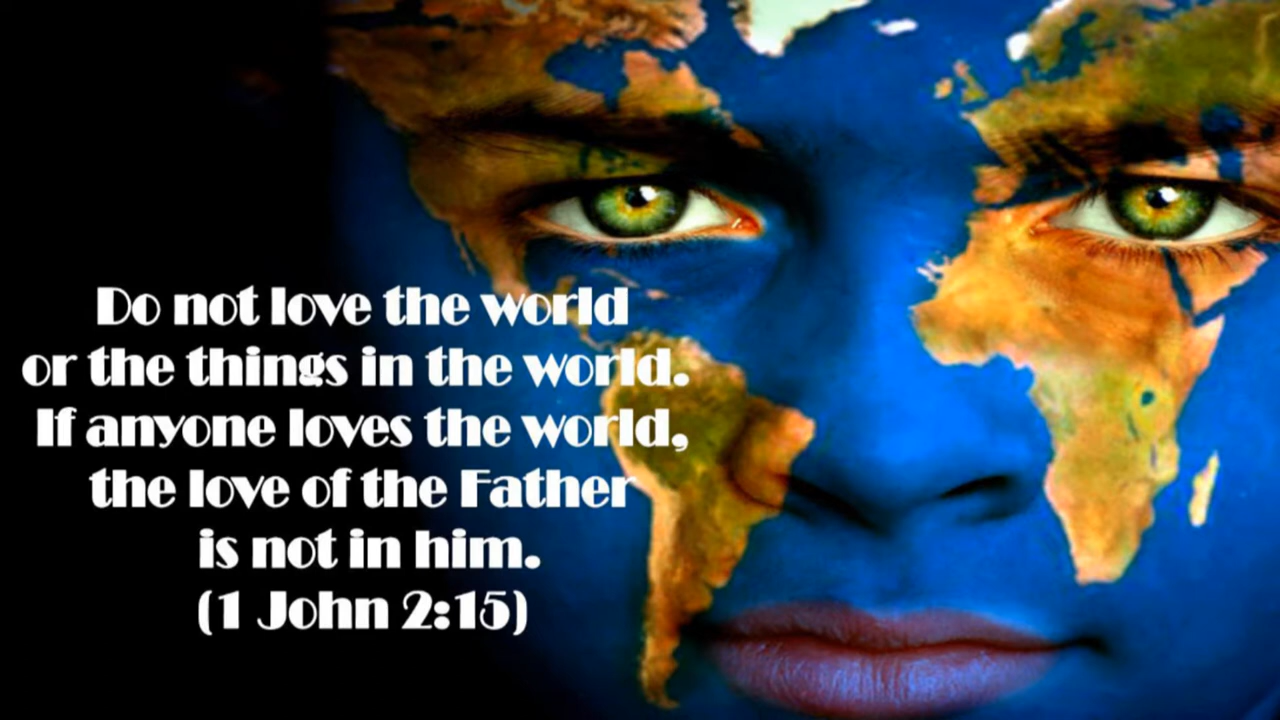 Do not love the world
or the things in the world.
If anyone loves the world,
the love of the Father
is not in him.
(1 John 2:15)